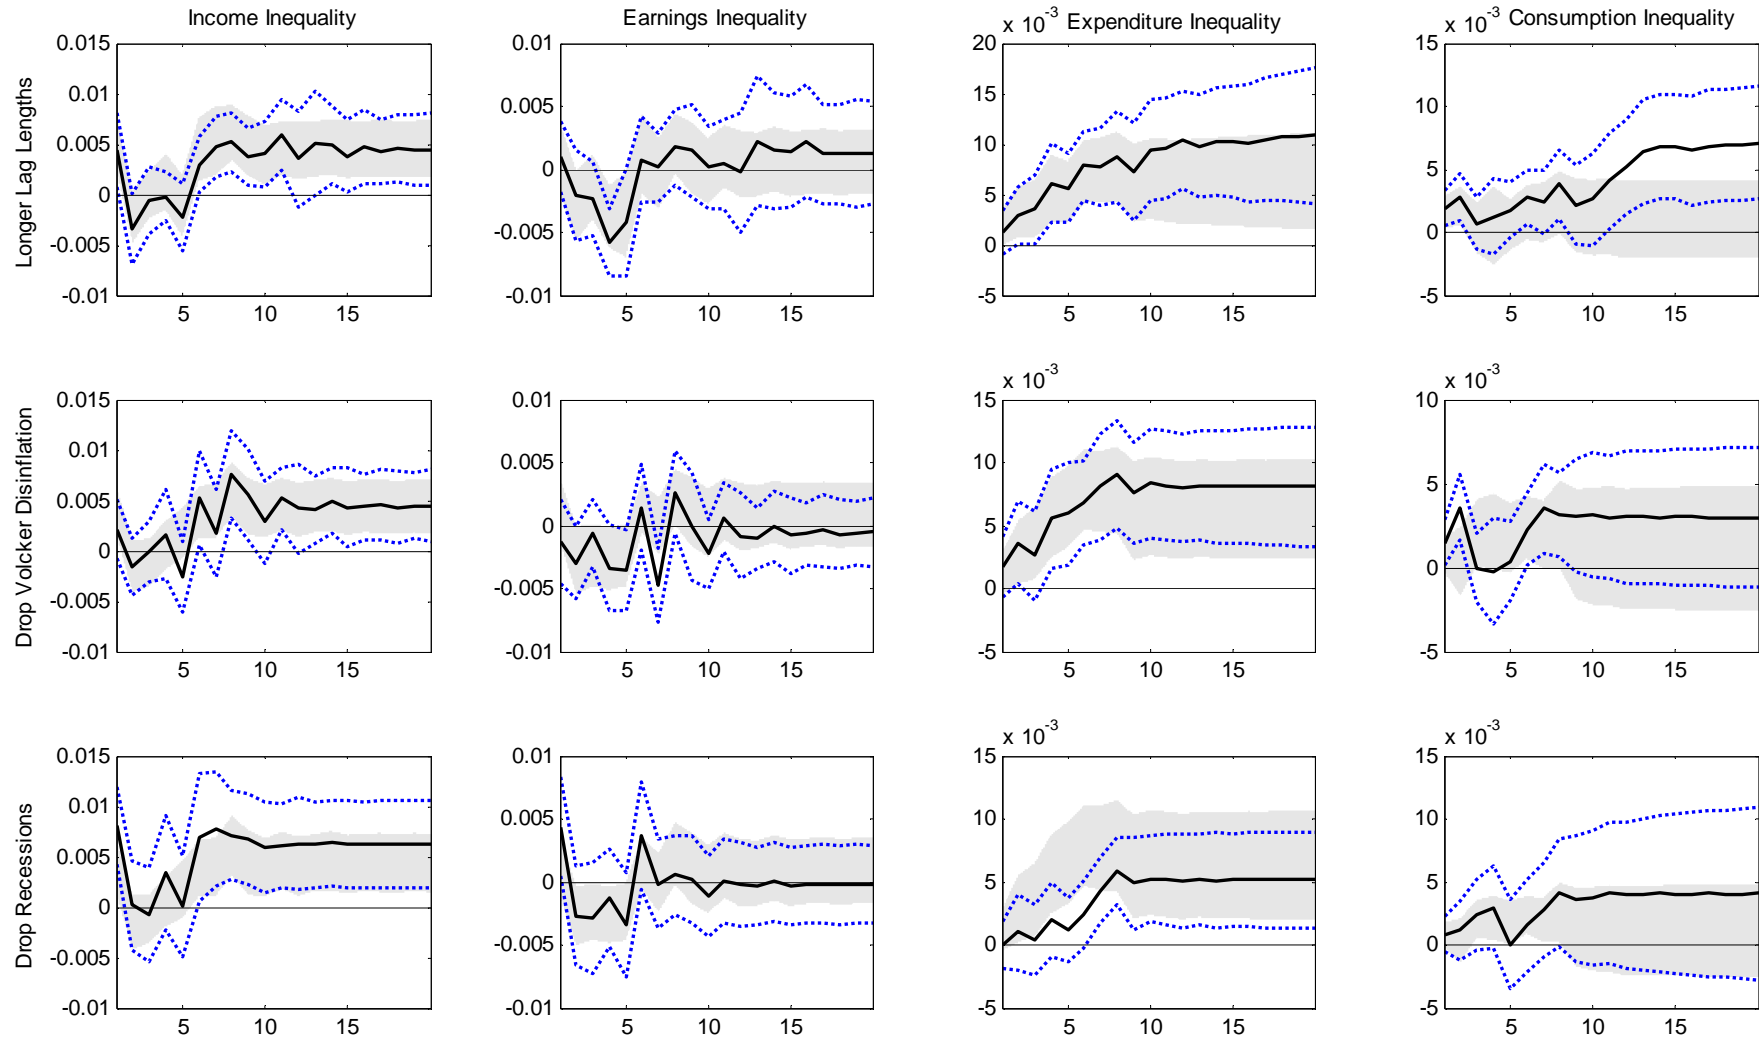 Income Inequality
Earnings Inequality
x 10^-3 Expenditure Inequality
x 10^-3 Consumption Inequality
Longer Lag Lengths
0.015
0.01
0.005
0
-0.005
-0.01
5 10 15
0.01
0.005
0
-0.005
-0.01
5 10 15
20
15
10
5
0
-5
5 10 15
15
10
5
0
-5
5 10 15
Drop Volcker Disinflation
0.015
0.01
0.005
0
-0.005
-0.01
5 10 15
0.01
0.005
0
-0.005
-0.01
5 10 15
x 10^-3
15
10
5
0
-5
5 10 15
x 10^-3
10
5
0
-5
5 10 15
Drop Recessions
0.015
0.01
0.005
0
-0.005
-0.01
5 10 15
0.01
0.005
0
-0.005
-0.01
5 10 15
x 10^-3
15
10
5
0
-5
5 10 15
x 10^-3
15
10
5
0
-5
5 10 15